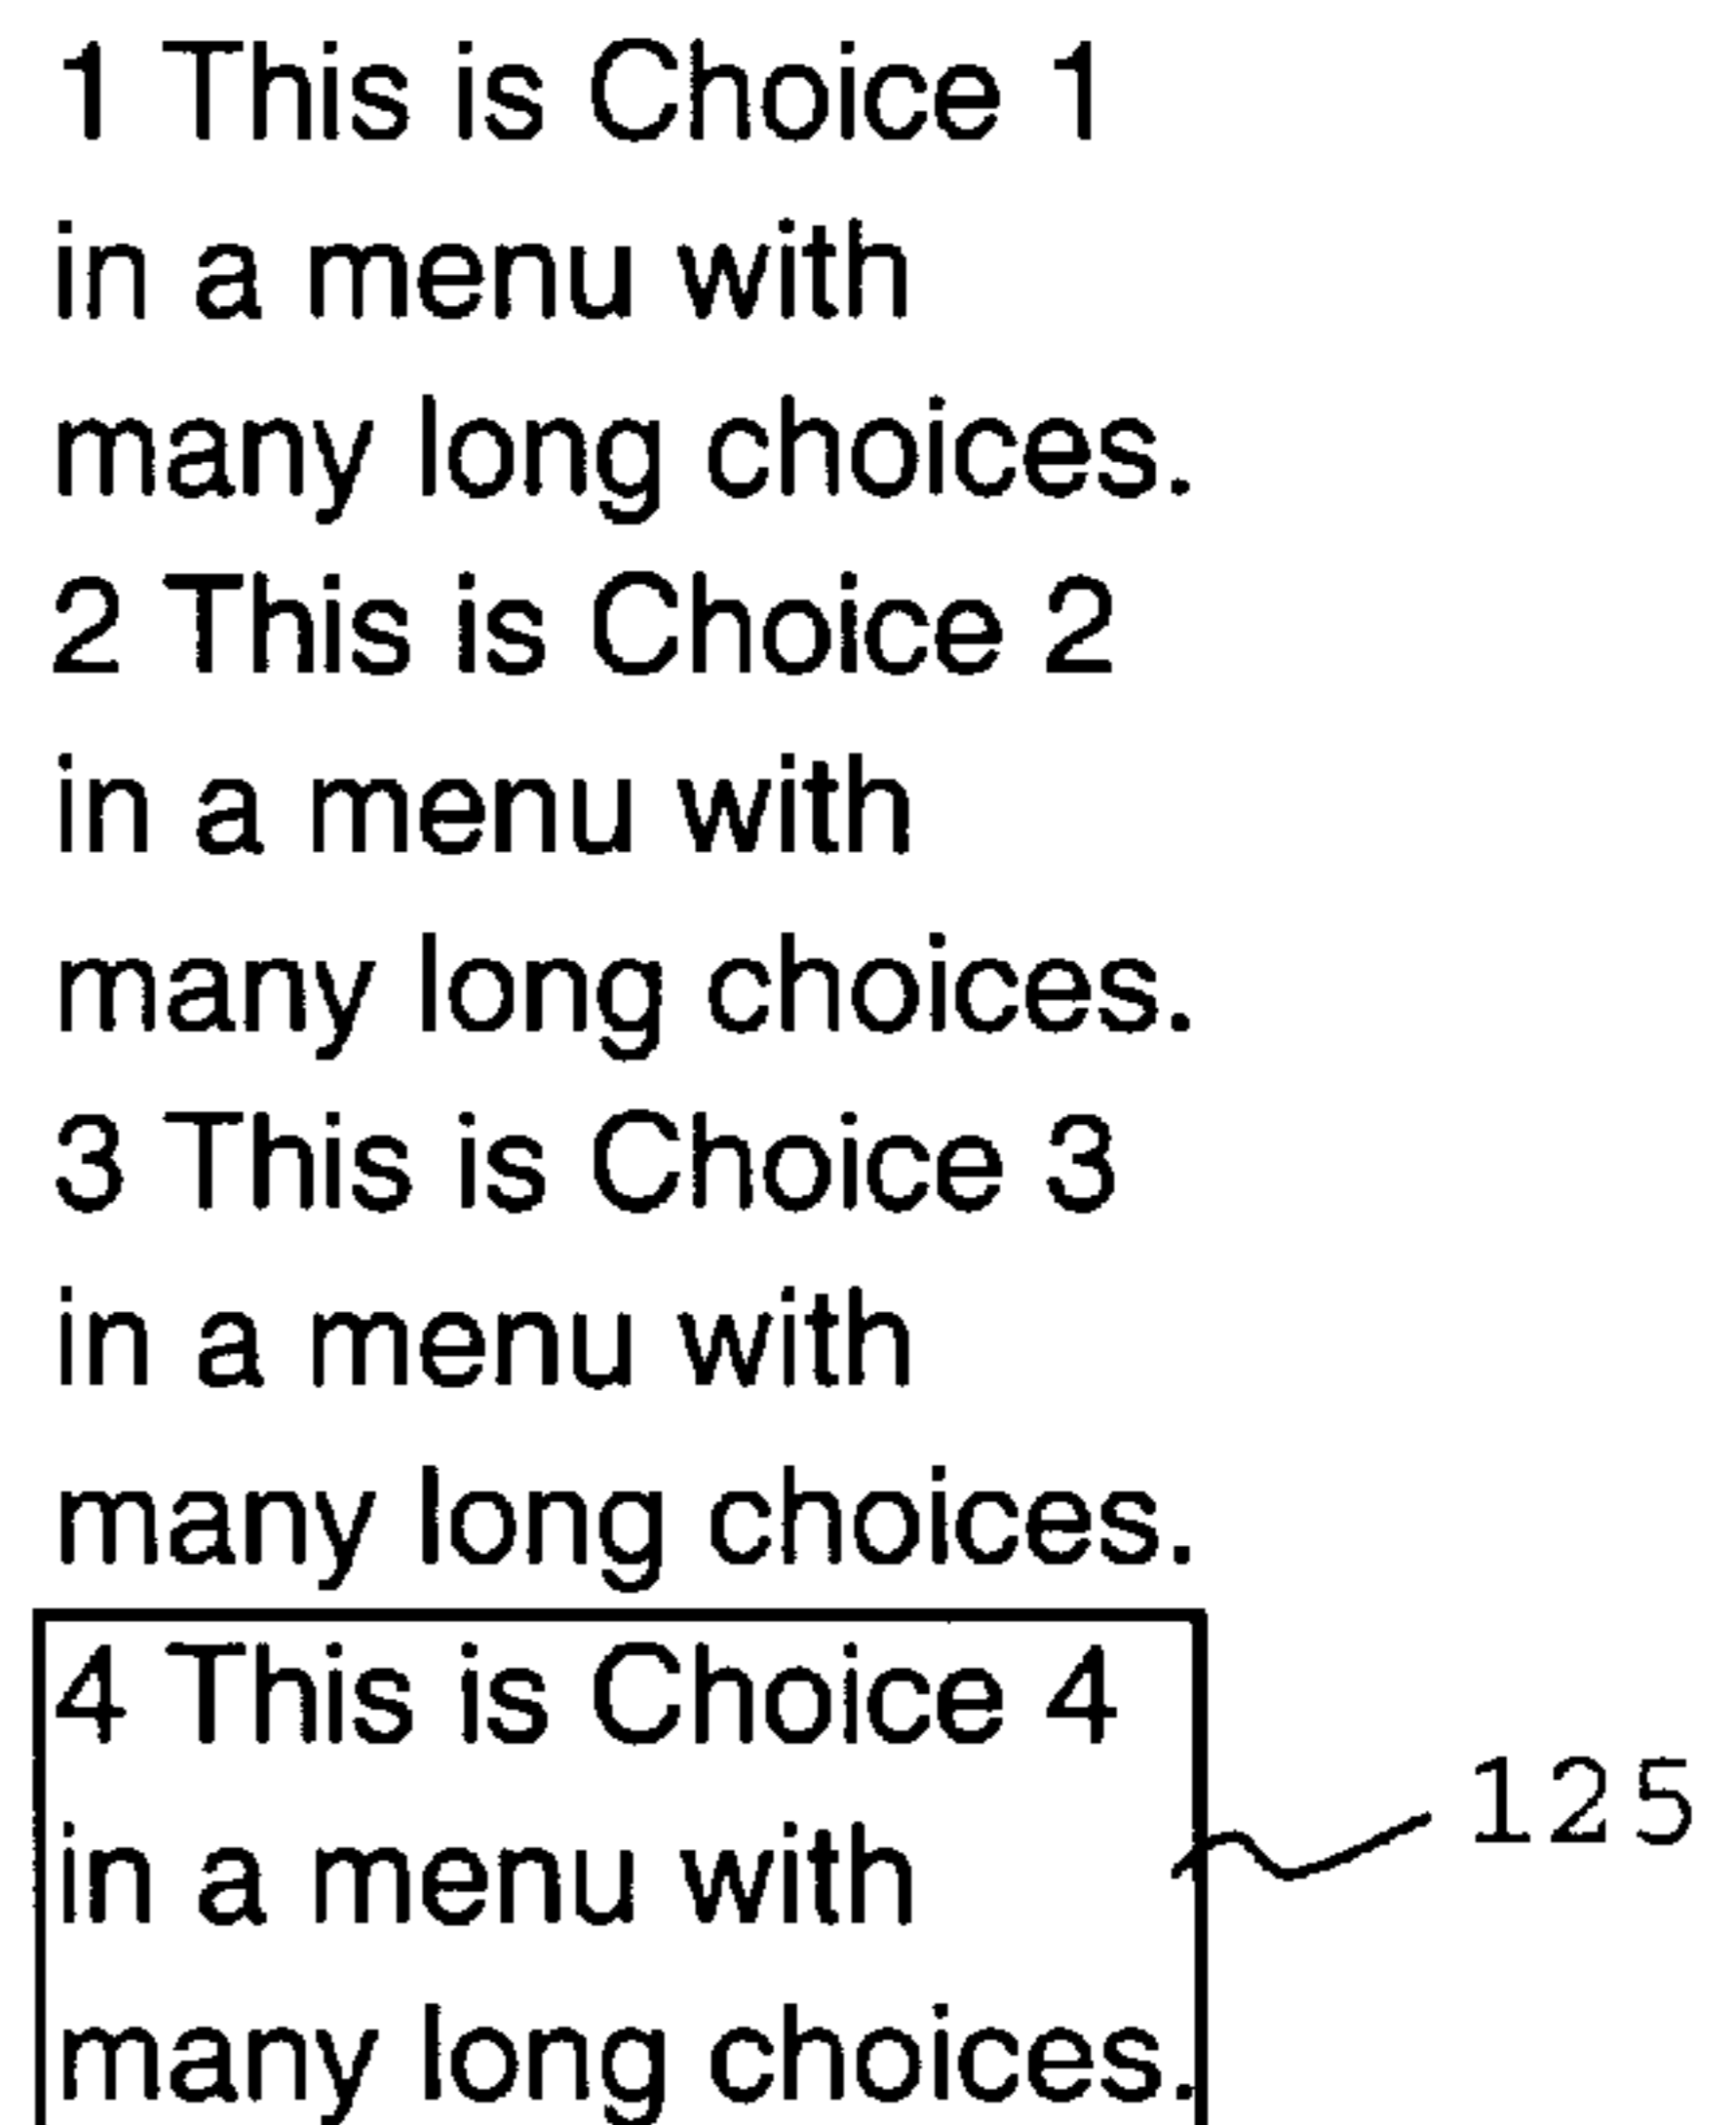 1 This is Choice 1
in a menu with
many long choices.
2 This is Choice 2
in a menu with
many long choices.
3 This is Choice 3
in a menu with
many long choices.
4 This is Choice 4
in a menu with
125
many long choices.